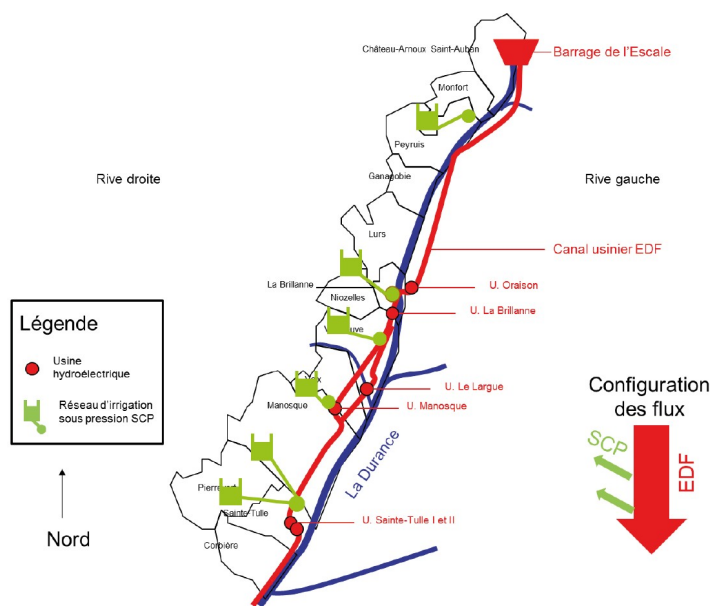 Château-Arnoux Saint-Auban
Barrage de l'Escale
Monfort
Peyruis
Rive droite
Ganagobie
Rive gauche
Lurs
Canal usinier EDF
La Brillanne
U. Oraison
Niozelles
U. La Brillanne
Légende
Usine
hydroélectrique
Réseau d'irrigation
sous pression SCP
U. Le Largue
Manosque
U. Manosque
Configuration
des flux
SCP
EDF
La Durance
Sainte-Tulle
U. Sainte-Tulle I et II
Corbière
Nord